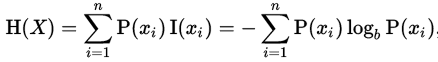 H(X) = ∑_{i=1}^{n} P(x_i) I(x_i) = − ∑_{i=1}^{n} P(x_i) log_b P(x_i),